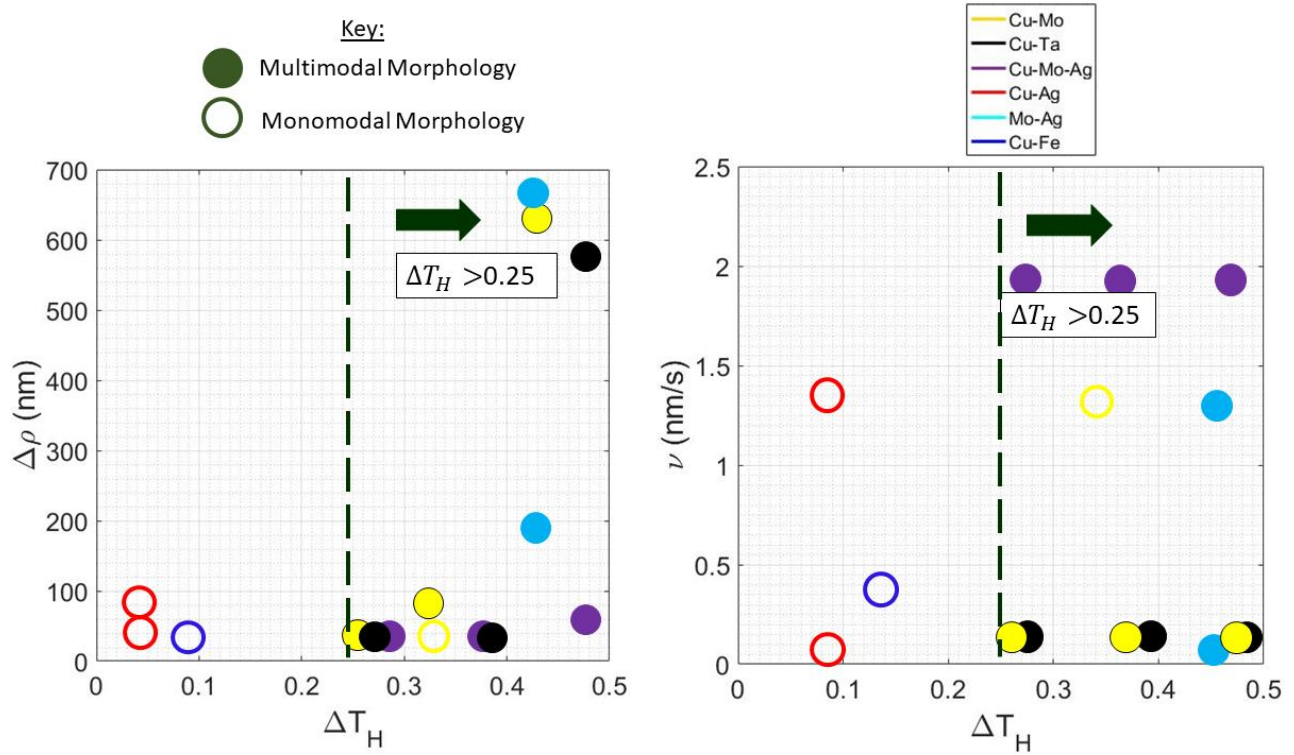 Key:
Multimodal Morphology
Monomodal Morphology
Cu-Mo
Cu-Ta
Cu-Mo-Ag
Cu-Ag
Mo-Ag
Cu-Fe
700
600
500
400
300
200
100
0
Δρ (nm)
ΔT_H >0.25
0 0.1 0.2 0.3 0.4 0.5
ΔT_H
2.5
2
1.5
1
0.5
0
ν (nm/s)
ΔT_H >0.25
0 0.1 0.2 0.3 0.4 0.5
ΔT_H